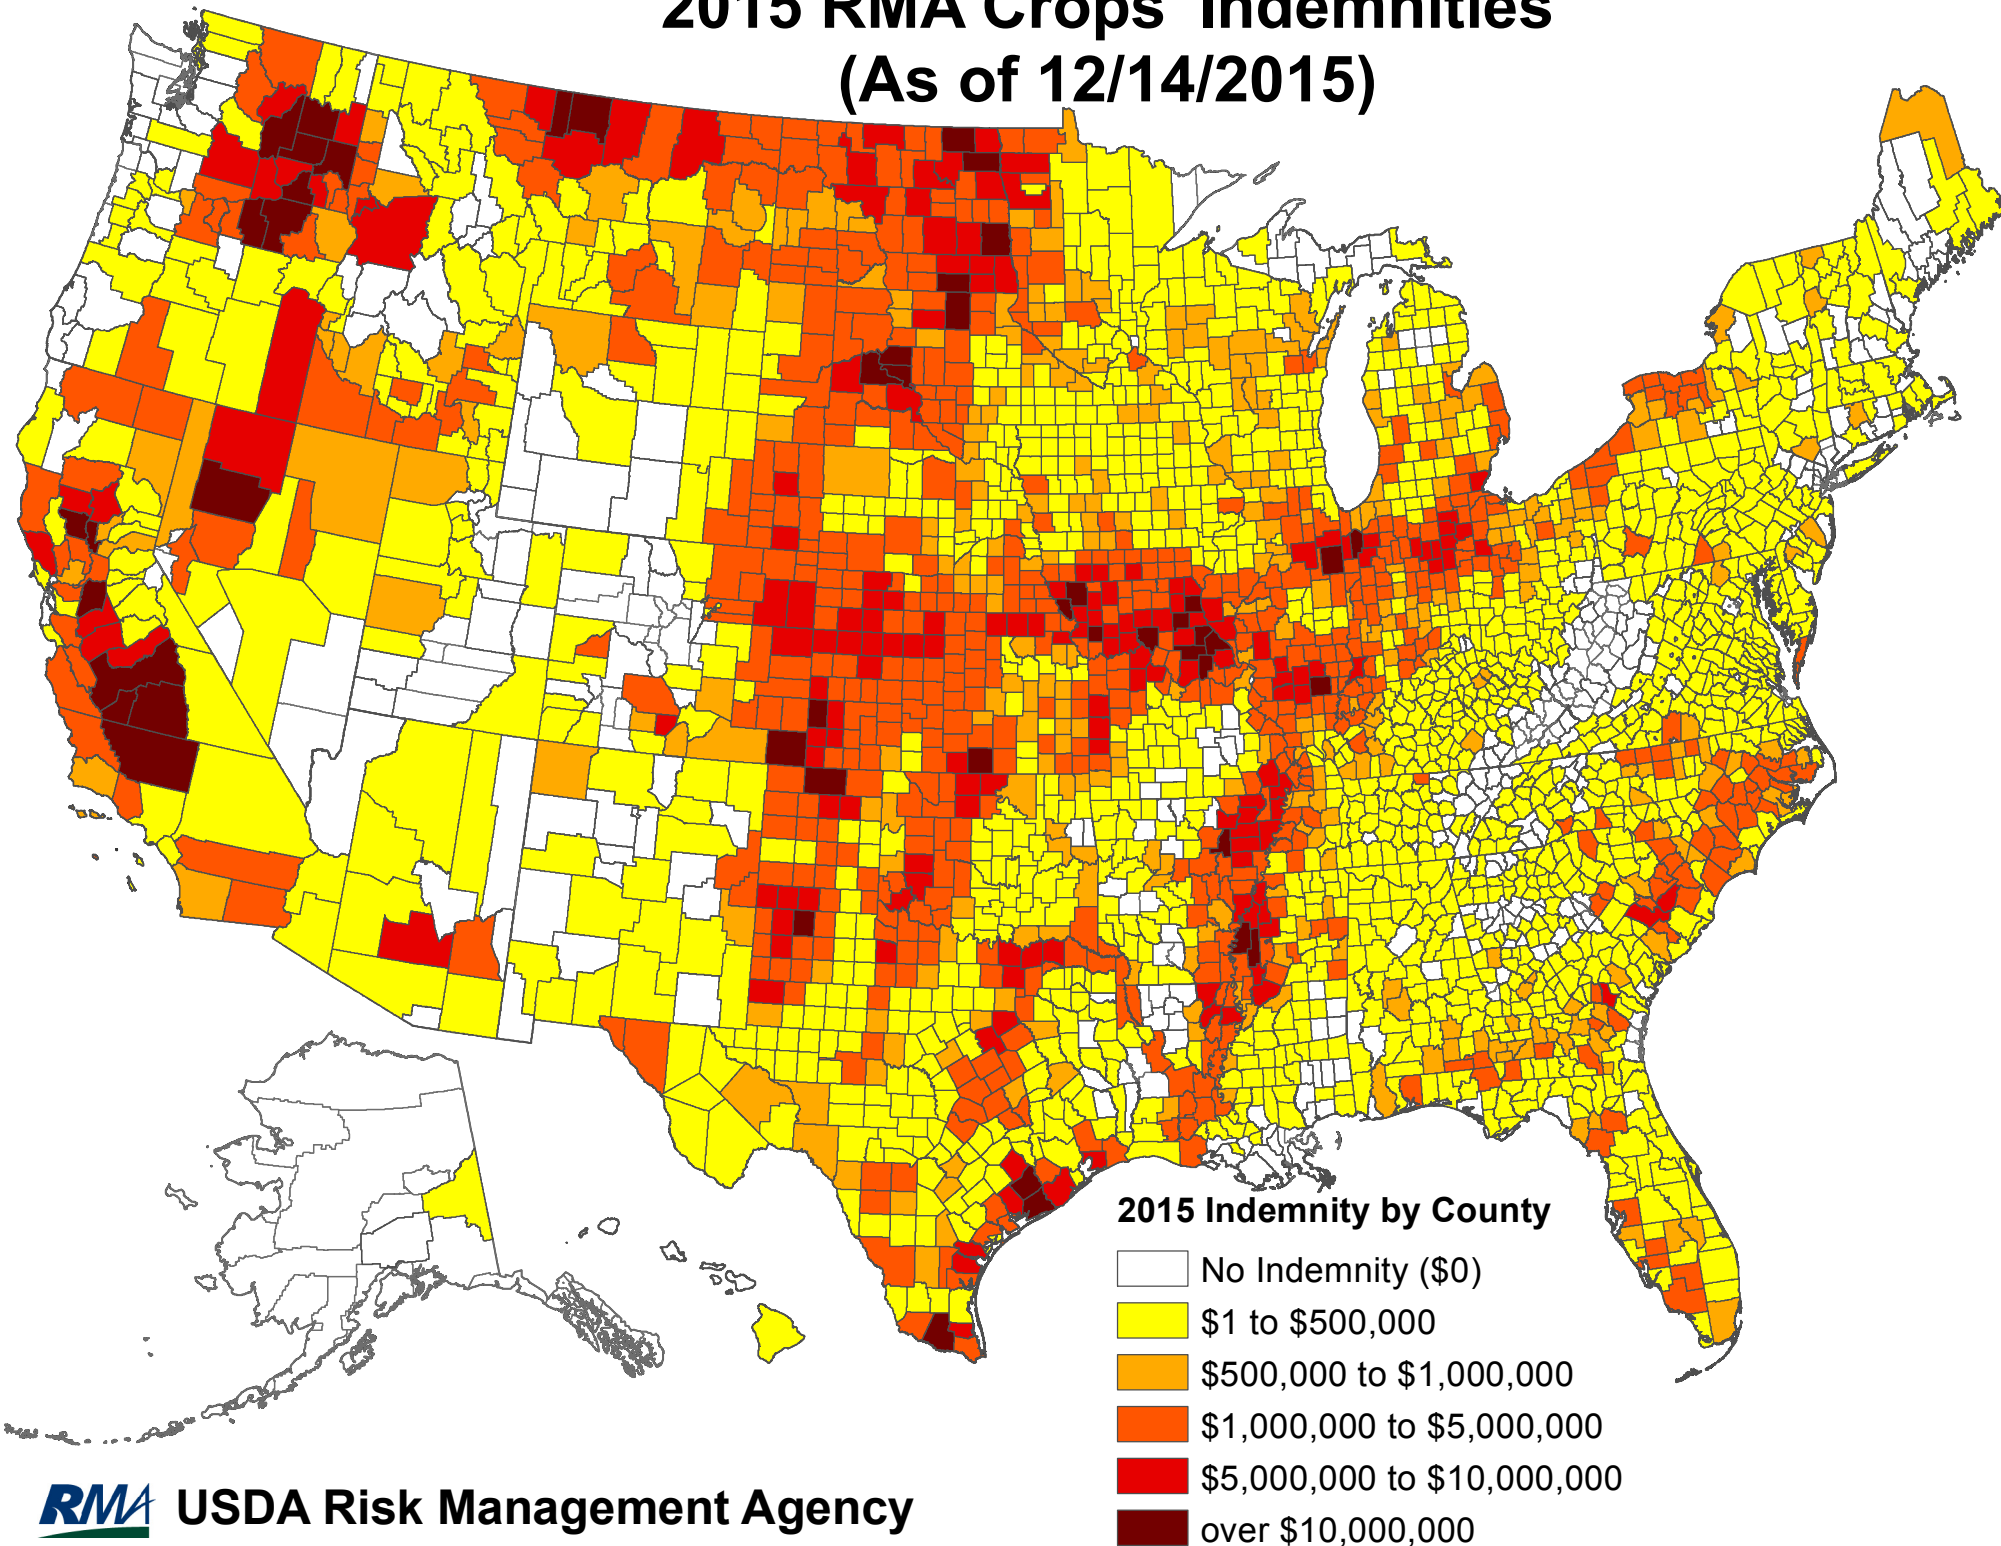 2015 RMA Crops' Indemnities
(As of 12/14/2015)
2015 Indemnity by County
No Indemnity ($0)
$1 to $500,000
$500,000 to $1,000,000
$1,000,000 to $5,000,000
$5,000,000 to $10,000,000
over $10,000,000
RMA USDA Risk Management Agency